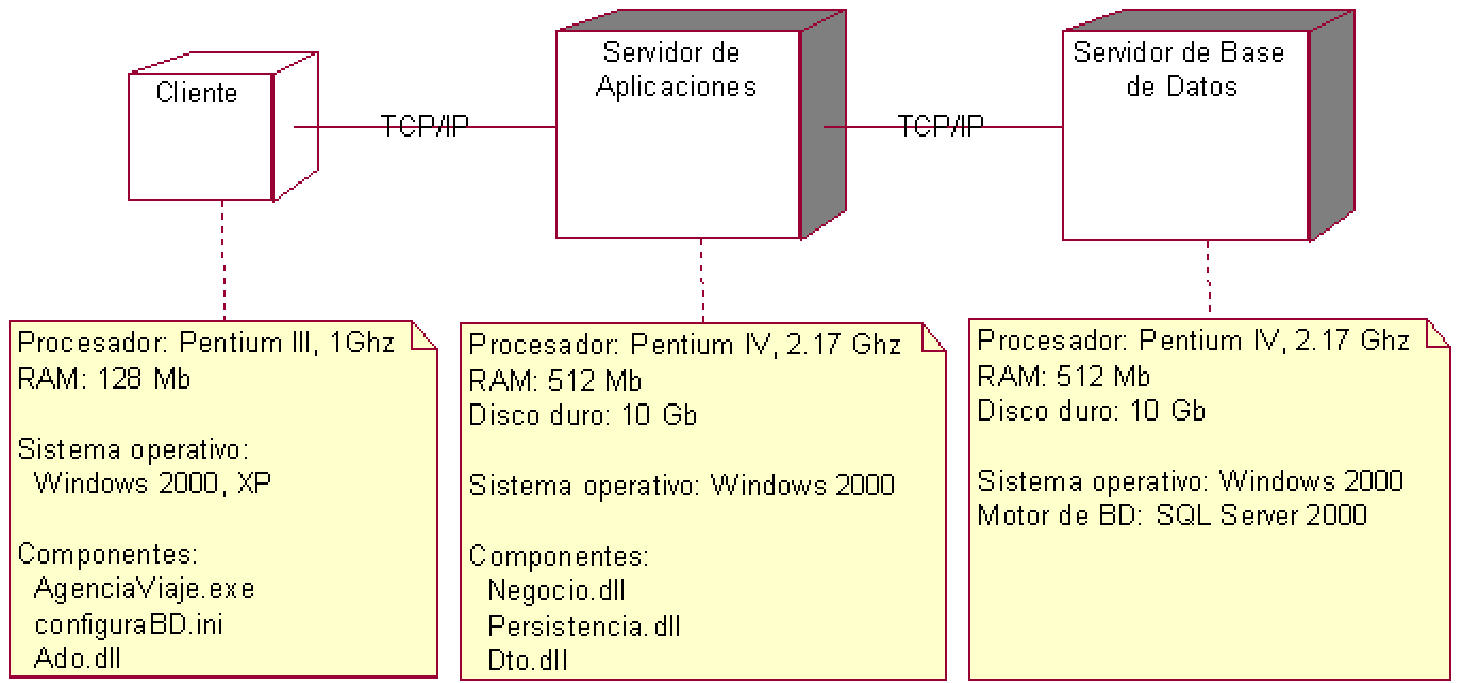 Cliente
TCP/IP
Servidor de
Aplicaciones
TCP/IP
Servidor de Base
de Datos
Procesador: Pentium III, 1Ghz
RAM: 128 Mb
Sistema operativo:
Windows 2000, XP
Componentes:
AgenciaViaje.exe
configuraBD.ini
Ado.dll
Procesador: Pentium IV, 2.17 Ghz
RAM: 512 Mb
Disco duro: 10 Gb
Sistema operativo: Windows 2000
Componentes:
Negocio.dll
Persistencia.dll
Dto.dll
Procesador: Pentium IV, 2.17 Ghz
RAM: 512 Mb
Disco duro: 10 Gb
Sistema operativo: Windows 2000
Motor de BD: SQL Server 2000